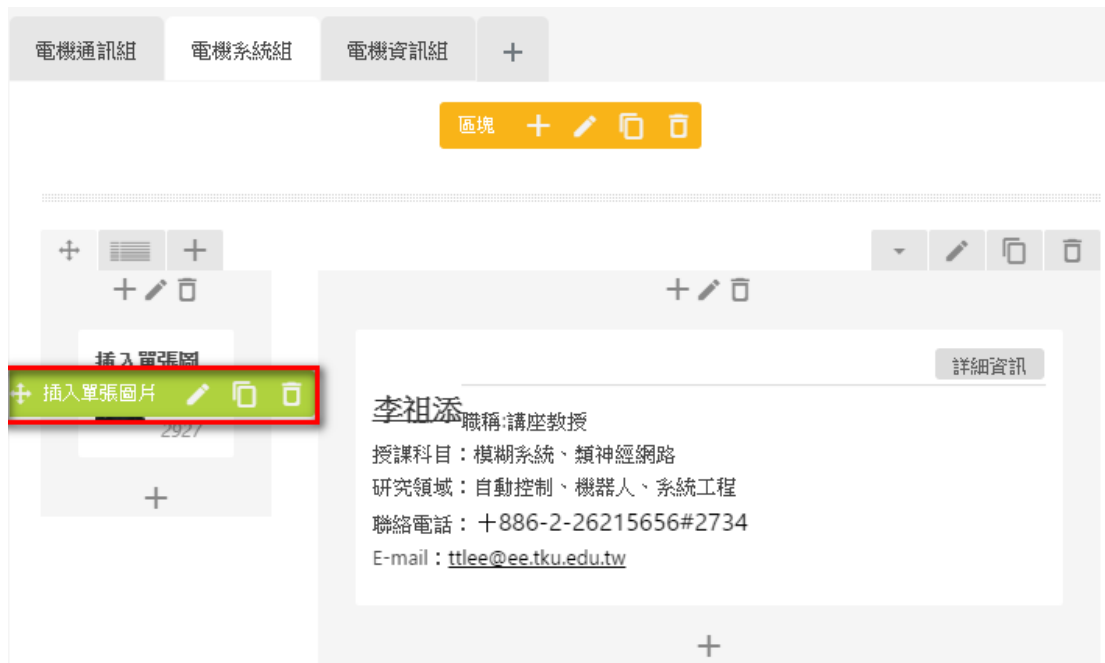 電機通訊組 電機系統組 電機資訊組 +
區塊
插入單張圖
插入單張圖片
2927
詳細資訊
李祖添職稱:講座教授
授課科目：模糊系統、類神經網路
研究領域：自動控制、機器人、系統工程
聯絡電話：＋886-2-26215656#2734
E-mail：ttlee@ee.tku.edu.tw